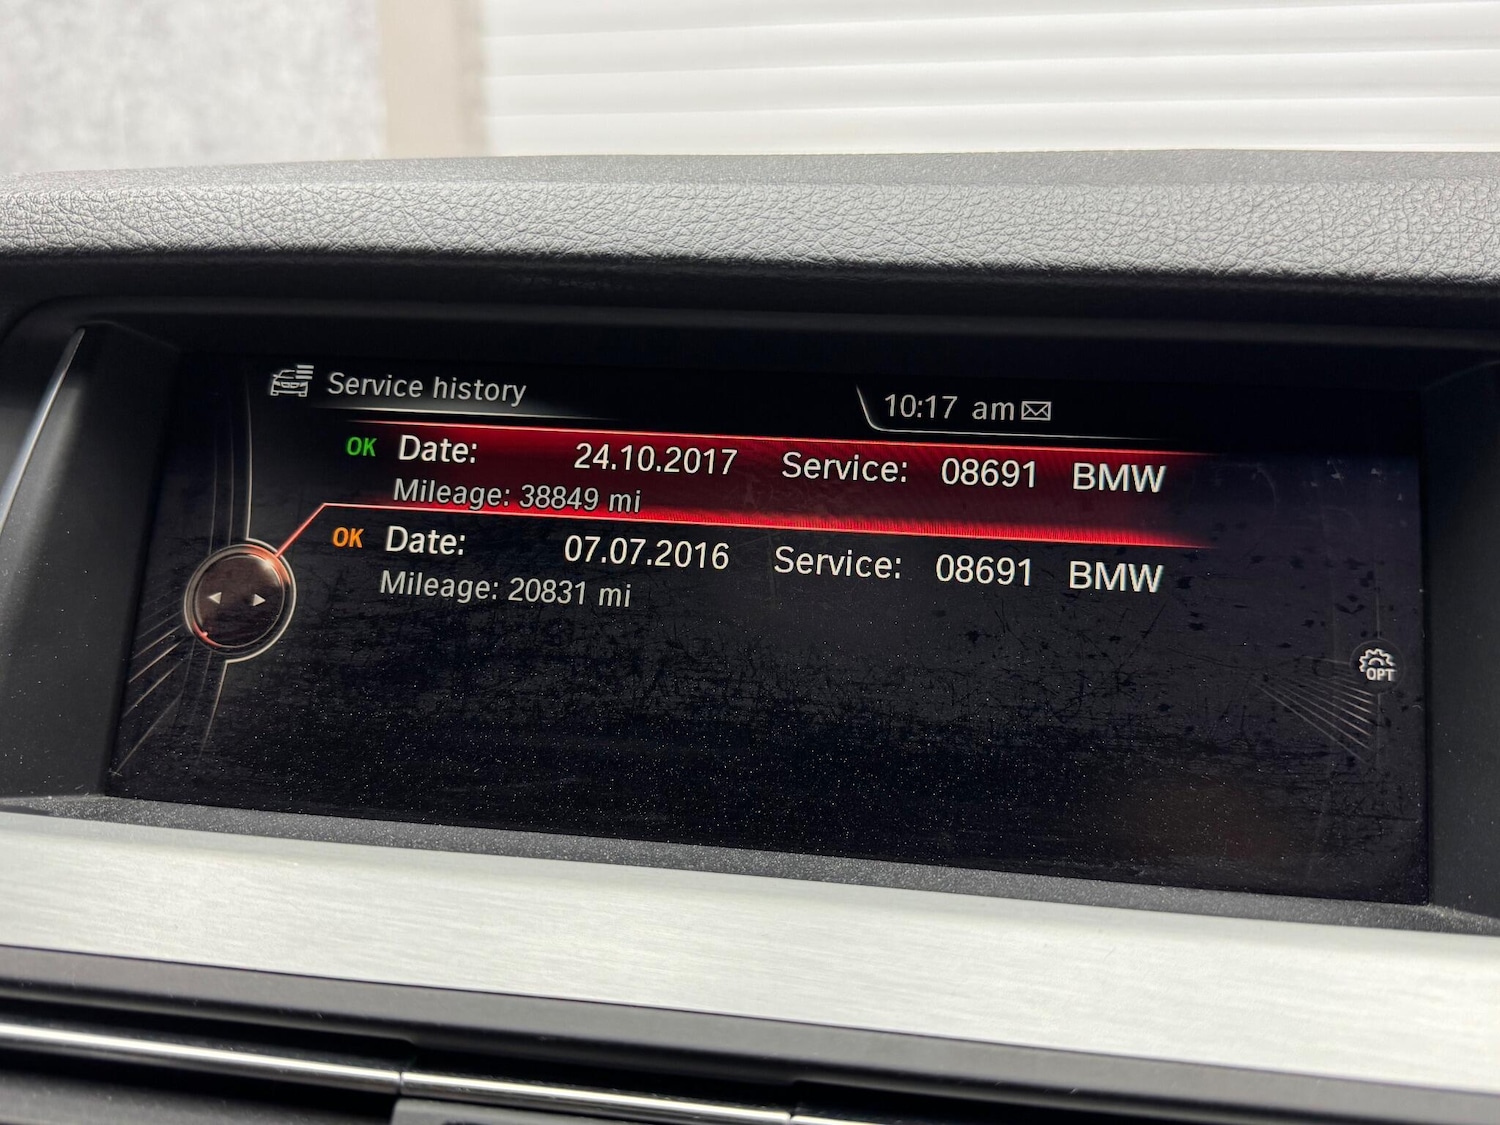 Service history
10:17 am
OK Date: 24.10.2017 Service: 08691 BMW
Mileage: 38849 mi
OK Date: 07.07.2016 Service: 08691 BMW
Mileage: 20831 mi
OPT